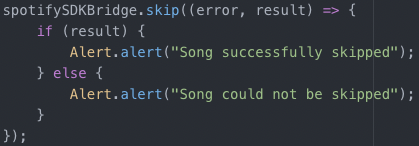 spotifySDKBridge.skip((error, result) => {
    if (result) {
        Alert.alert("Song successfully skipped");
    } else {
        Alert.alert("Song could not be skipped")
    }
});